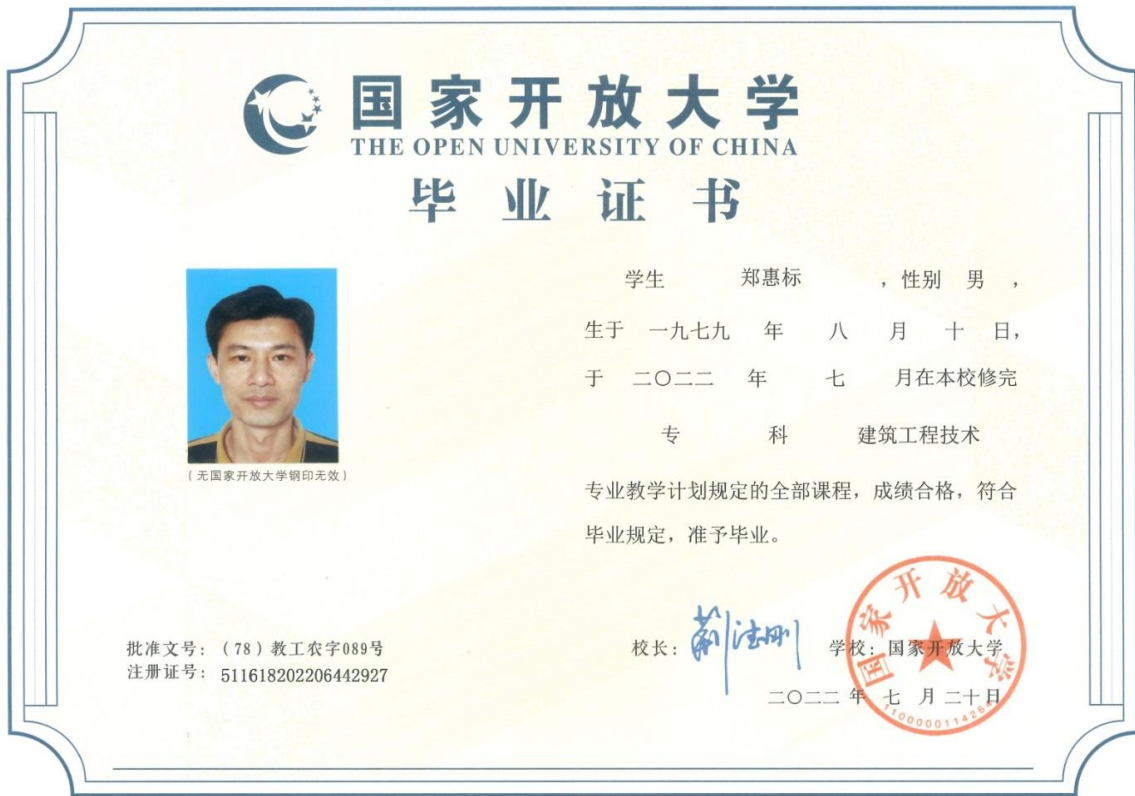 国家开放大学
THE OPEN UNIVERSITY OF CHINA
毕业证书
学生 郑惠标 ，性别 男 ，
生于 一九七九 年 八 月 十 日，
于 二〇二二 年 七 月在本校修完
专 科 建筑工程技术
专业教学计划规定的全部课程，成绩合格，符合
毕业规定，准予毕业。
（无国家开放大学钢印无效）
批准文号：（78）教工农字089号
注册证号：511618202206442927
校长：荆德刚 学校：国家开放大学
二〇二二 年 七 月 二十日
国家开放大学